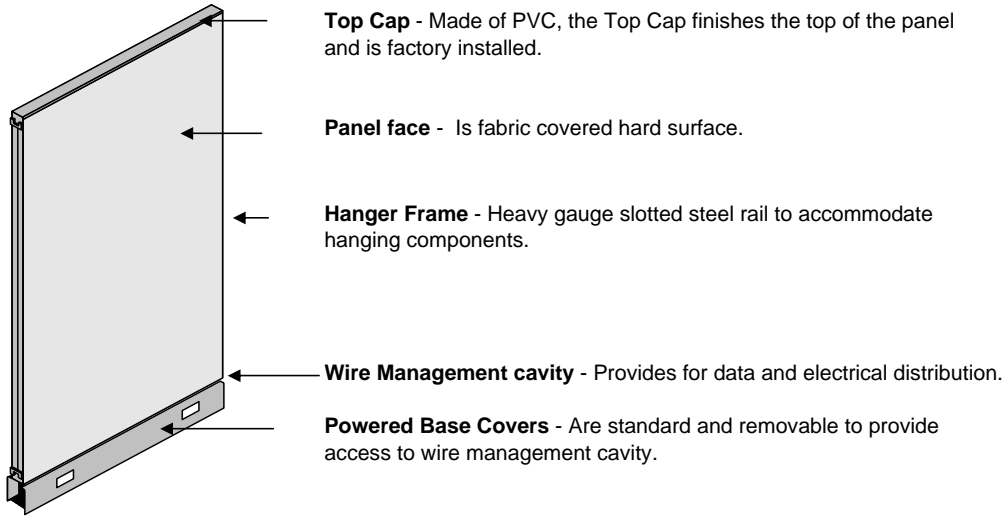 Top Cap - Made of PVC, the Top Cap finishes the top of the panel
and is factory installed.
Panel face -  Is fabric covered hard surface.
Hanger Frame - Heavy gauge slotted steel rail to accommodate
hanging components.
Wire Management cavity - Provides for data and electrical distribution.
Powered Base Covers - Are standard and removable to provide
access to wire management cavity.